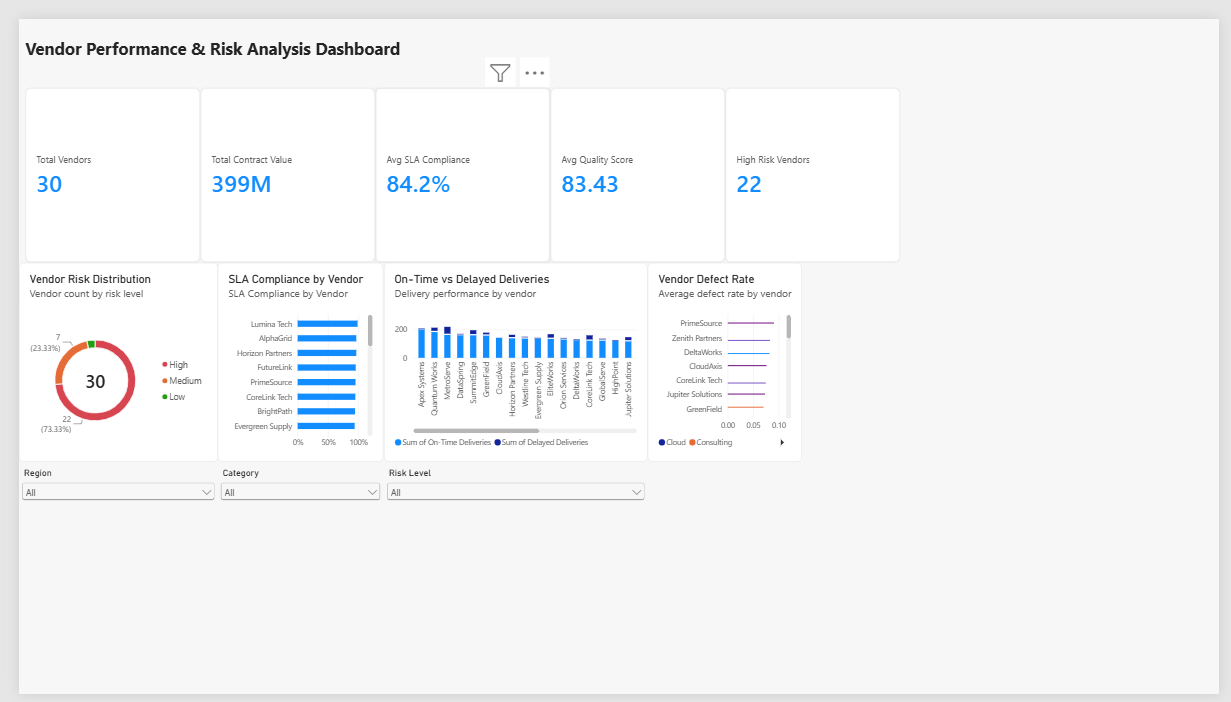 Vendor Performance & Risk Analysis Dashboard
Total Vendors
30
Total Contract Value
399M
Avg SLA Compliance
84.2%
Avg Quality Score
83.43
High Risk Vendors
22
Vendor Risk Distribution
Vendor count by risk level
7
(23.33%)
30
22
(73.33%)
High
Medium
Low
SLA Compliance by Vendor
SLA Compliance by Vendor
Lumina Tech
AlphaGrid
Horizon Partners
FutureLink
PrimeSource
CoreLink Tech
BrightPath
Evergreen Supply
0% 50% 100%
On-Time vs Delayed Deliveries
Delivery performance by vendor
200
0
Apex Systems
Quantum Works
MetroServe
DataSpring
SummitEdge
GreenField
CloudAxis
Horizon Partners
Westline Tech
Evergreen Supply
EliteWorks
Orion Services
DeltaWorks
CoreLink Tech
GlobalServe
HighPoint
Jupiter Solutions
Sum of On-Time Deliveries Sum of Delayed Deliveries
Vendor Defect Rate
Average defect rate by vendor
PrimeSource
Zenith Partners
DeltaWorks
CloudAxis
CoreLink Tech
Jupiter Solutions
GreenField
0.00 0.05 0.10
Cloud Consulting
Region
All
Category
All
Risk Level
All